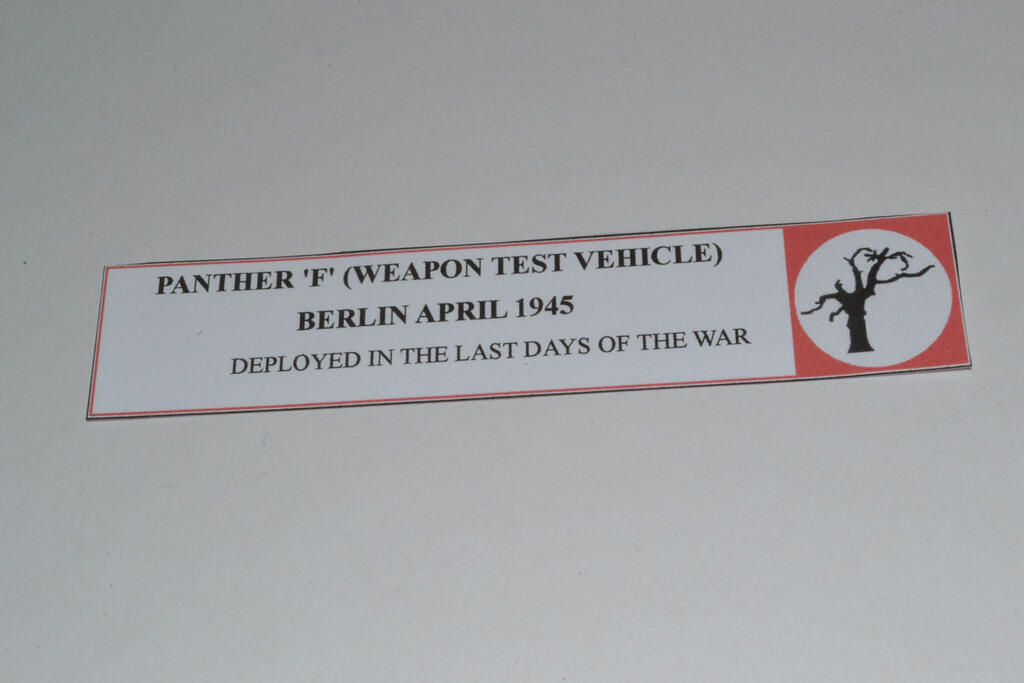 PANTHER 'F' (WEAPON TEST VEHICLE)
BERLIN APRIL 1945
DEPLOYED IN THE LAST DAYS OF THE WAR